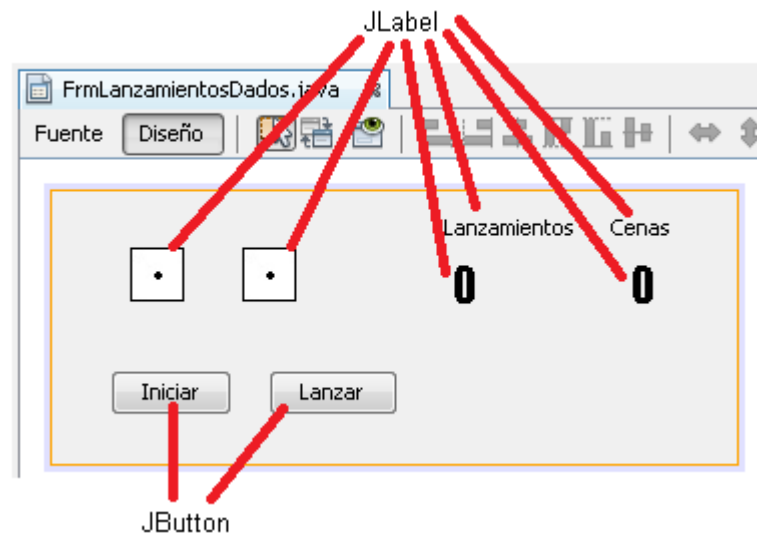 JLabel
FrmLanzamientosDados.java
Fuente Diseño
Lanzamientos Cenas
0 0
Iniciar Lanzar
JButton